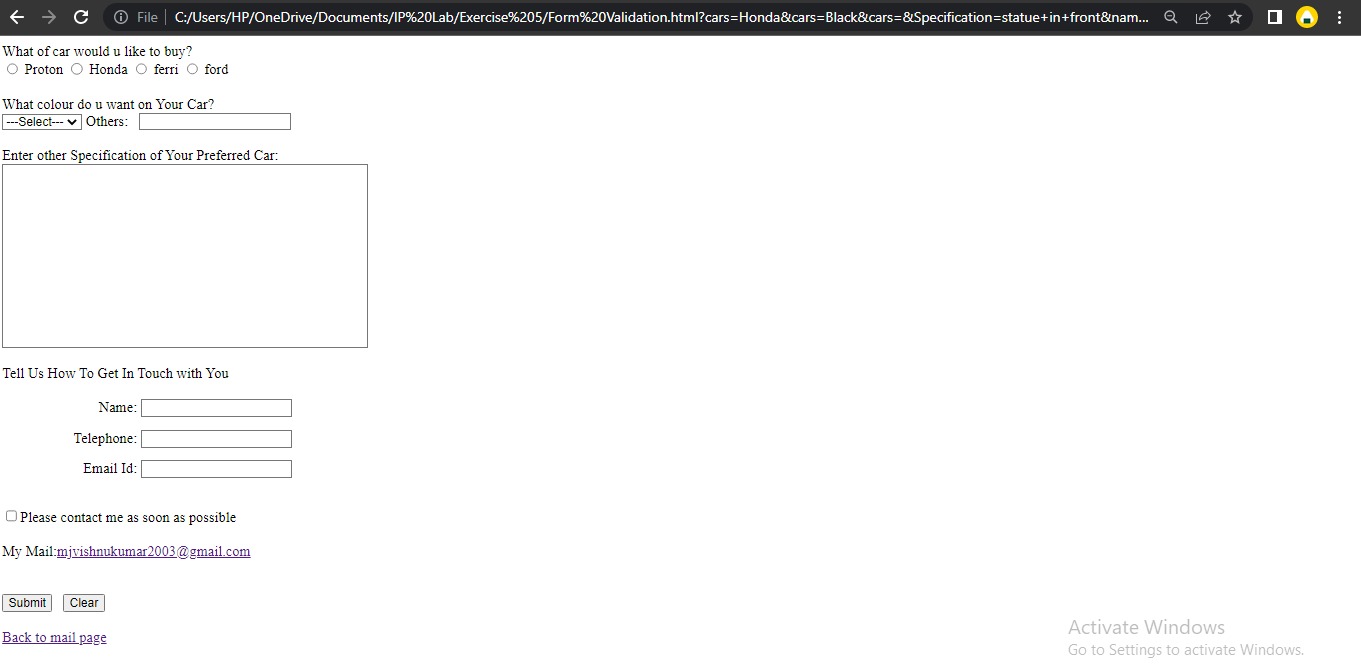 File C:/Users/HP/OneDrive/Documents/IP%20Lab/Exercise%205/Form%20Validation.html?cars=Honda&cars=Black&cars=&Specification=statue+in+front&nam...
What of car would u like to buy?
Proton Honda ferri ford
What colour do u want on Your Car?
---Select--- Others:
Enter other Specification of Your Preferred Car:
Tell Us How To Get In Touch with You
Name:
Telephone:
Email Id:
Please contact me as soon as possible
My Mail:mjvishnukumar2003@gmail.com
Submit Clear
Back to mail page
Activate Windows
Go to Settings to activate Windows.